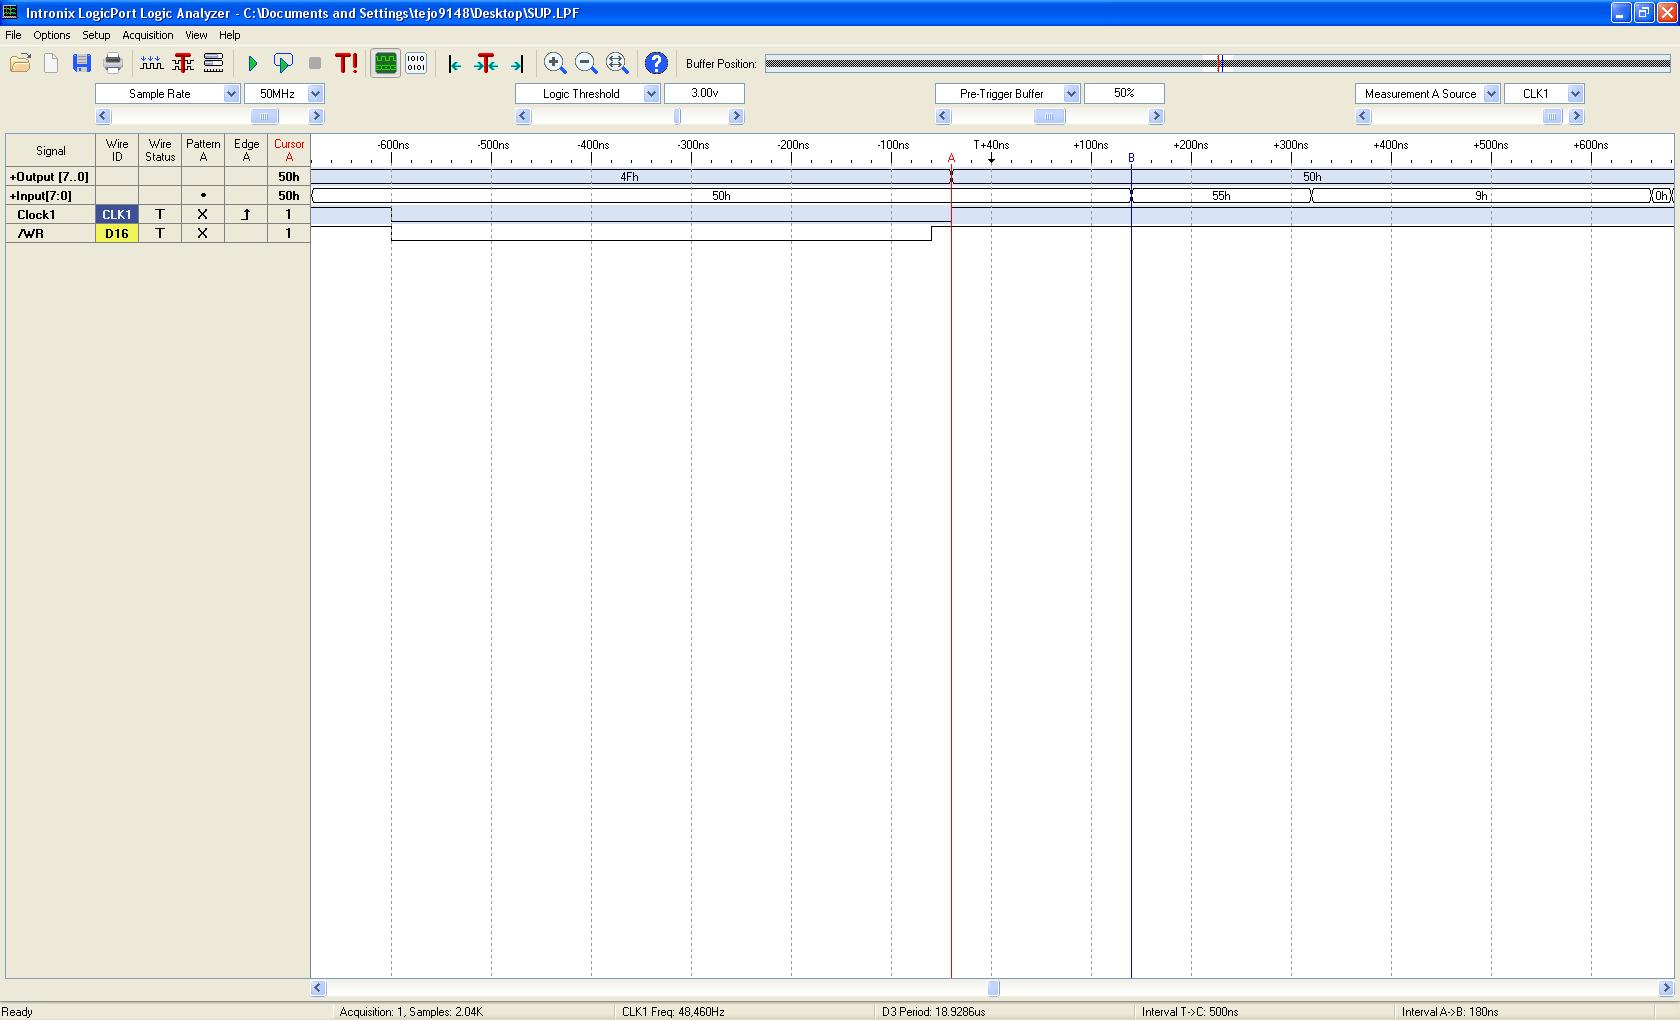 Intronix LogicPort Logic Analyzer - C:\Documents and Settings\tejo9148\Desktop\SUP.LPF
File Options Setup Acquisition View Help
T! 1010 0101 ? Buffer Position:
Sample Rate 50MHz Logic Threshold 3.00v Pre-Trigger Buffer 50% Measurement A Source CLK1
Signal Wire ID Wire Status Pattern A Edge A Cursor A
-600ns -500ns -400ns -300ns -200ns -100ns T+40ns +100ns +200ns +300ns +400ns +500ns +600ns
A B
+Output [7..0] 50h 4Fh 50h
+Input[7:0] • 50h 50h 55h 9h 0h
Clock1 CLK1 T X 1
/WR D16 T X 1
Ready Acquisition: 1, Samples: 2.04K CLK1 Freq: 48,460Hz D3 Period: 18.9286us Interval T->C: 500ns Interval A->B: 180ns